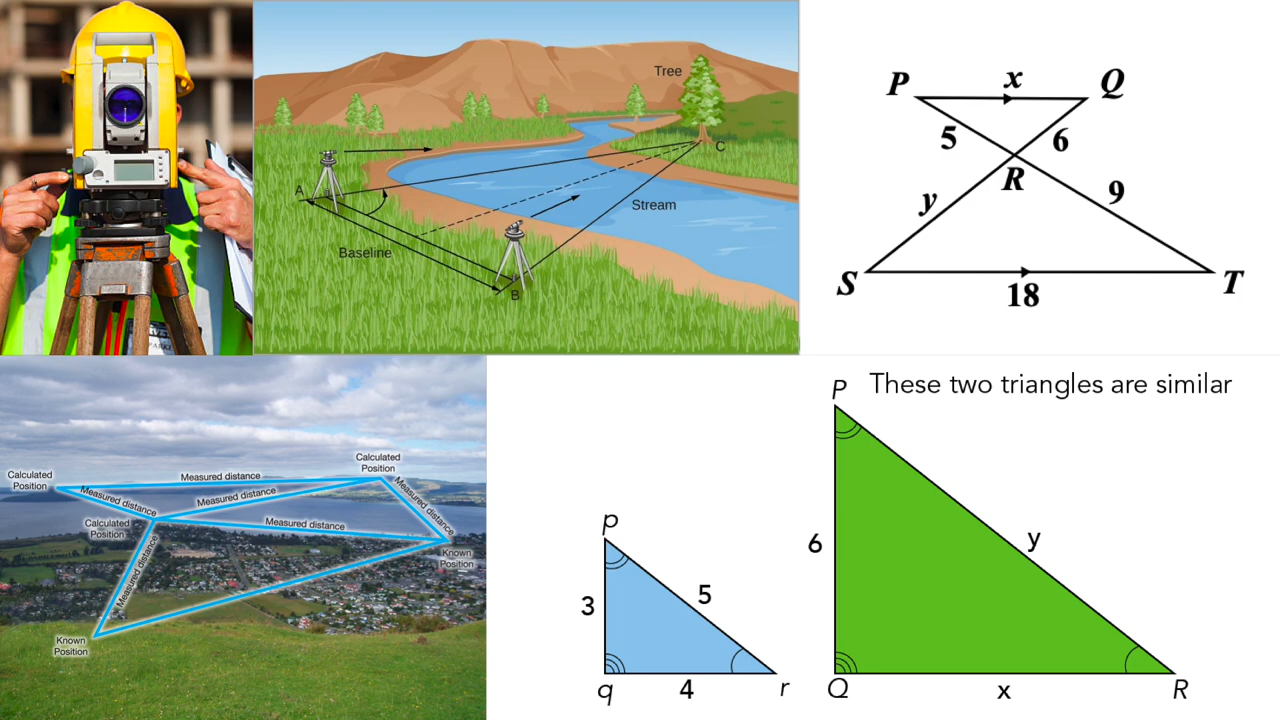 Tree
C
A
Stream
Baseline
B
P
x
Q
5
6
R
y
9
S
18
T
Calculated
Position
Measured distance
Calculated
Position
Measured distance
Measured distance
Measured distance
Calculated
Position
Measured distance
Known
Position
Measured distance
Known
Position
These two triangles are similar
P
6
y
Q
x
R
p
3
5
q
4
r